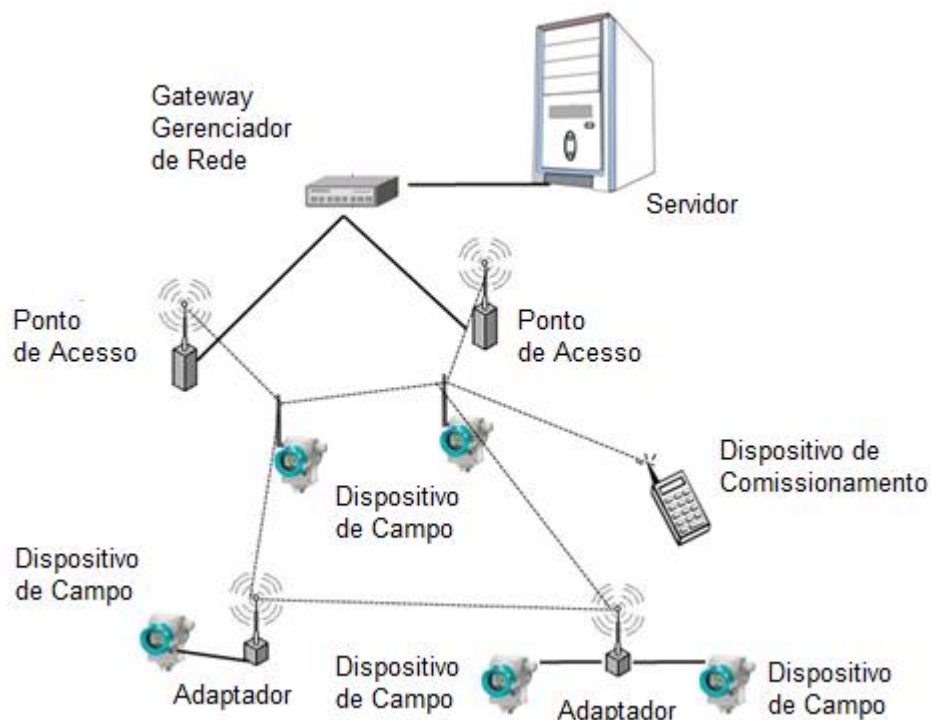 Gateway
Gerenciador
de Rede
Servidor
Ponto
de Acesso
Ponto
de Acesso
Dispositivo de
Comissionamento
Dispositivo
de Campo
Dispositivo
de Campo
Adaptador
Dispositivo
de Campo
Adaptador
Dispositivo
de Campo